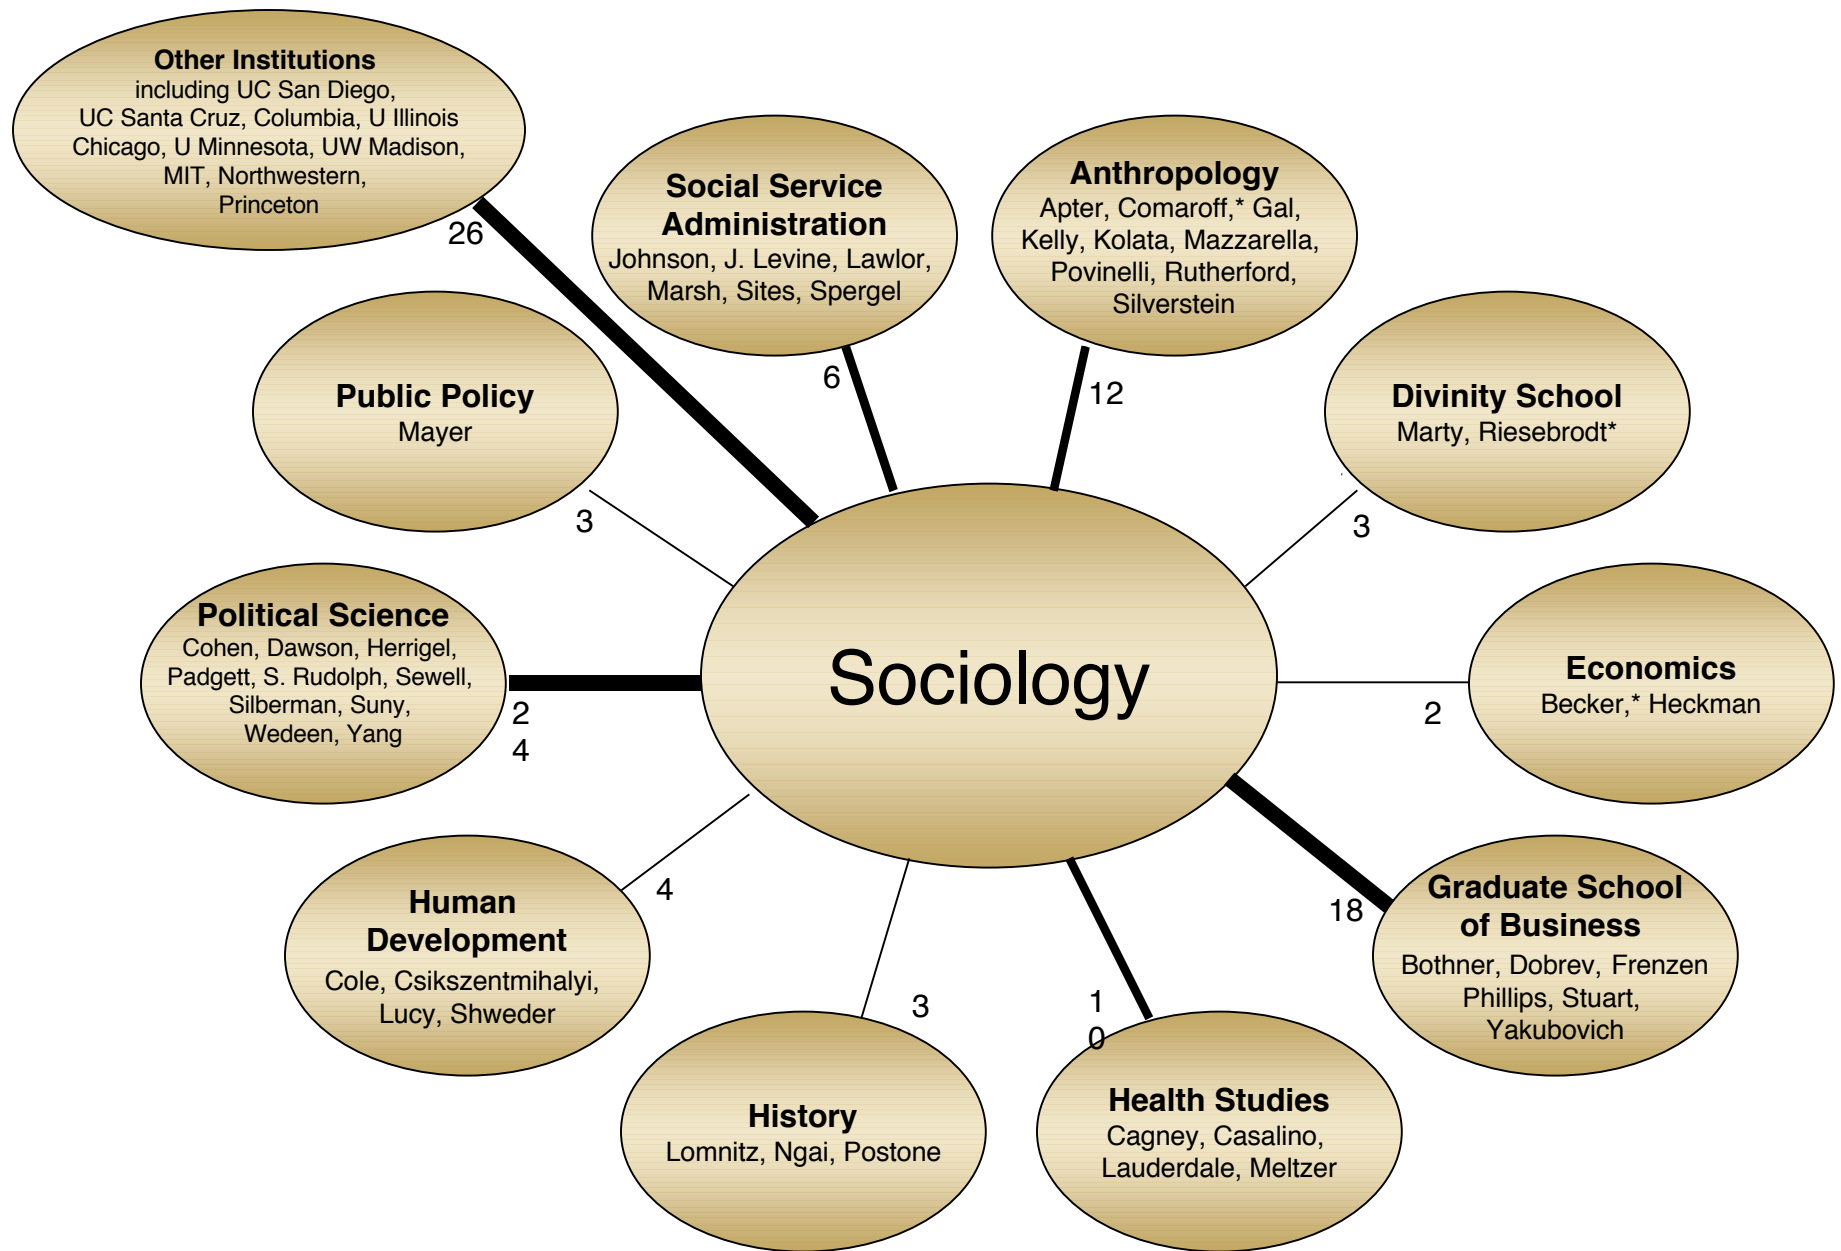 Other Institutions
including UC San Diego,
UC Santa Cruz, Columbia, U Illinois
Chicago, U Minnesota, UW Madison,
MIT, Northwestern,
Princeton
26
Social Service
Administration
Johnson, J. Levine, Lawlor,
Marsh, Sites, Spergel
6
Anthropology
Apter, Comaroff,* Gal,
Kelly, Kolata, Mazzarella,
Povinelli, Rutherford,
Silverstein
12
Public Policy
Mayer
3
Divinity School
Marty, Riesebrodt*
3
Political Science
Cohen, Dawson, Herrigel,
Padgett, S. Rudolph, Sewell,
Silberman, Suny,
Wedeen, Yang
2
4
Sociology
Economics
Becker,* Heckman
2
Human
Development
Cole, Csikszentmihalyi,
Lucy, Shweder
4
Graduate School
of Business
Bothner, Dobrev, Frenzen
Phillips, Stuart,
Yakubovich
18
History
Lomnitz, Ngai, Postone
3
Health Studies
Cagney, Casalino,
Lauderdale, Meltzer
1
0